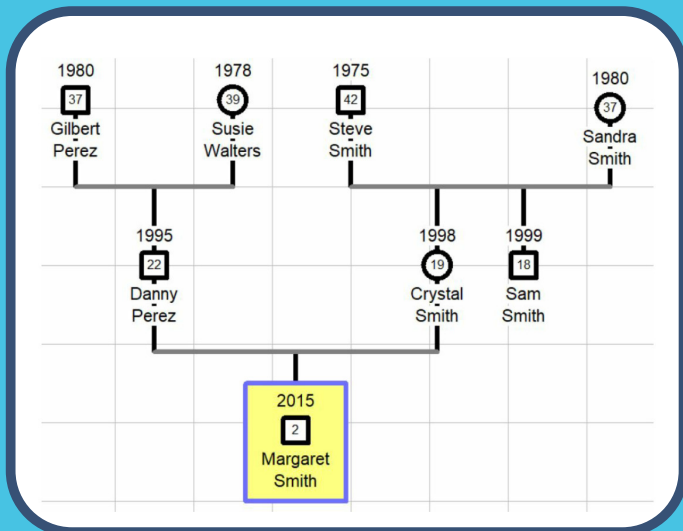 1980
37
Gilbert
Perez
1978
39
Susie
Walters
1975
42
Steve
Smith
1980
37
Sandra
Smith
1995
22
Danny
Perez
1998
19
Crystal
Smith
1999
18
Sam
Smith
2015
2
Margaret
Smith